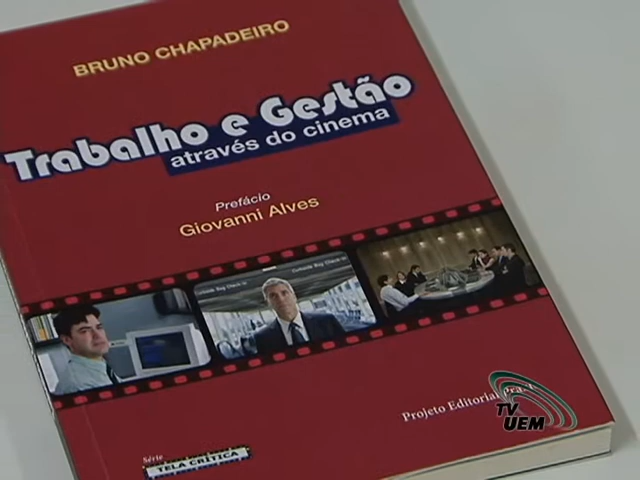 BRUNO CHAPADEIRO
Trabalho e Gestão
através do cinema
Prefácio
Giovanni Alves
Projeto Editorial
Série
TELA CRÍTICA
TV
UEM